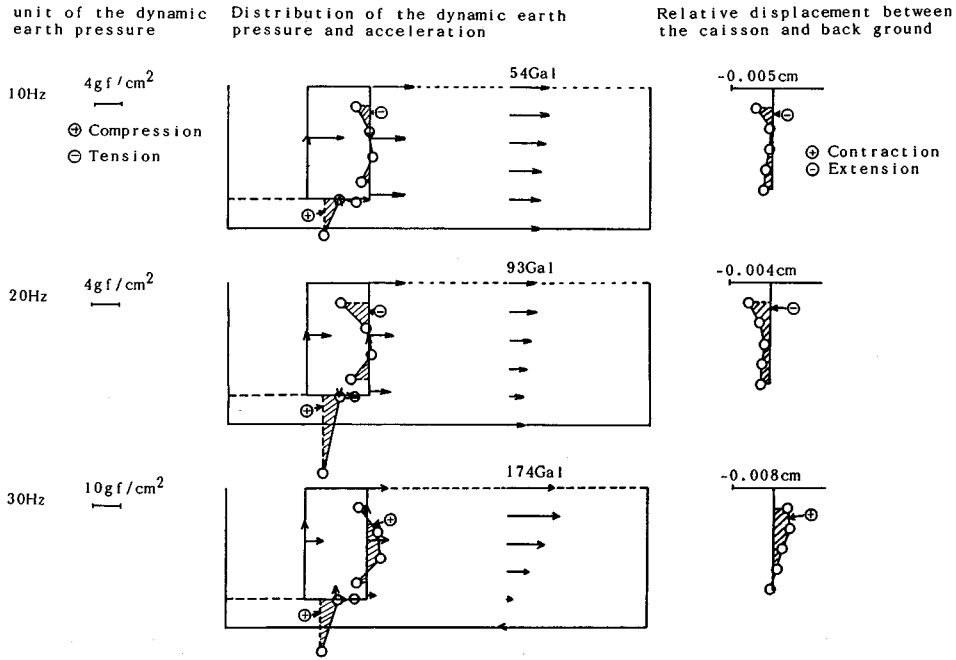 unit of the dynamic earth pressure
Distribution of the dynamic earth pressure and acceleration
Relative displacement between the caisson and back ground
10Hz
4gf/cm2
⊕ Compression
⊖ Tension
54Gal
⊖
⊕
-0.005cm
⊖
⊕ Contraction
⊖ Extension
20Hz
4gf/cm2
93Gal
⊖
⊕
-0.004cm
⊖
30Hz
10gf/cm2
174Gal
⊕
⊕
-0.008cm
⊕